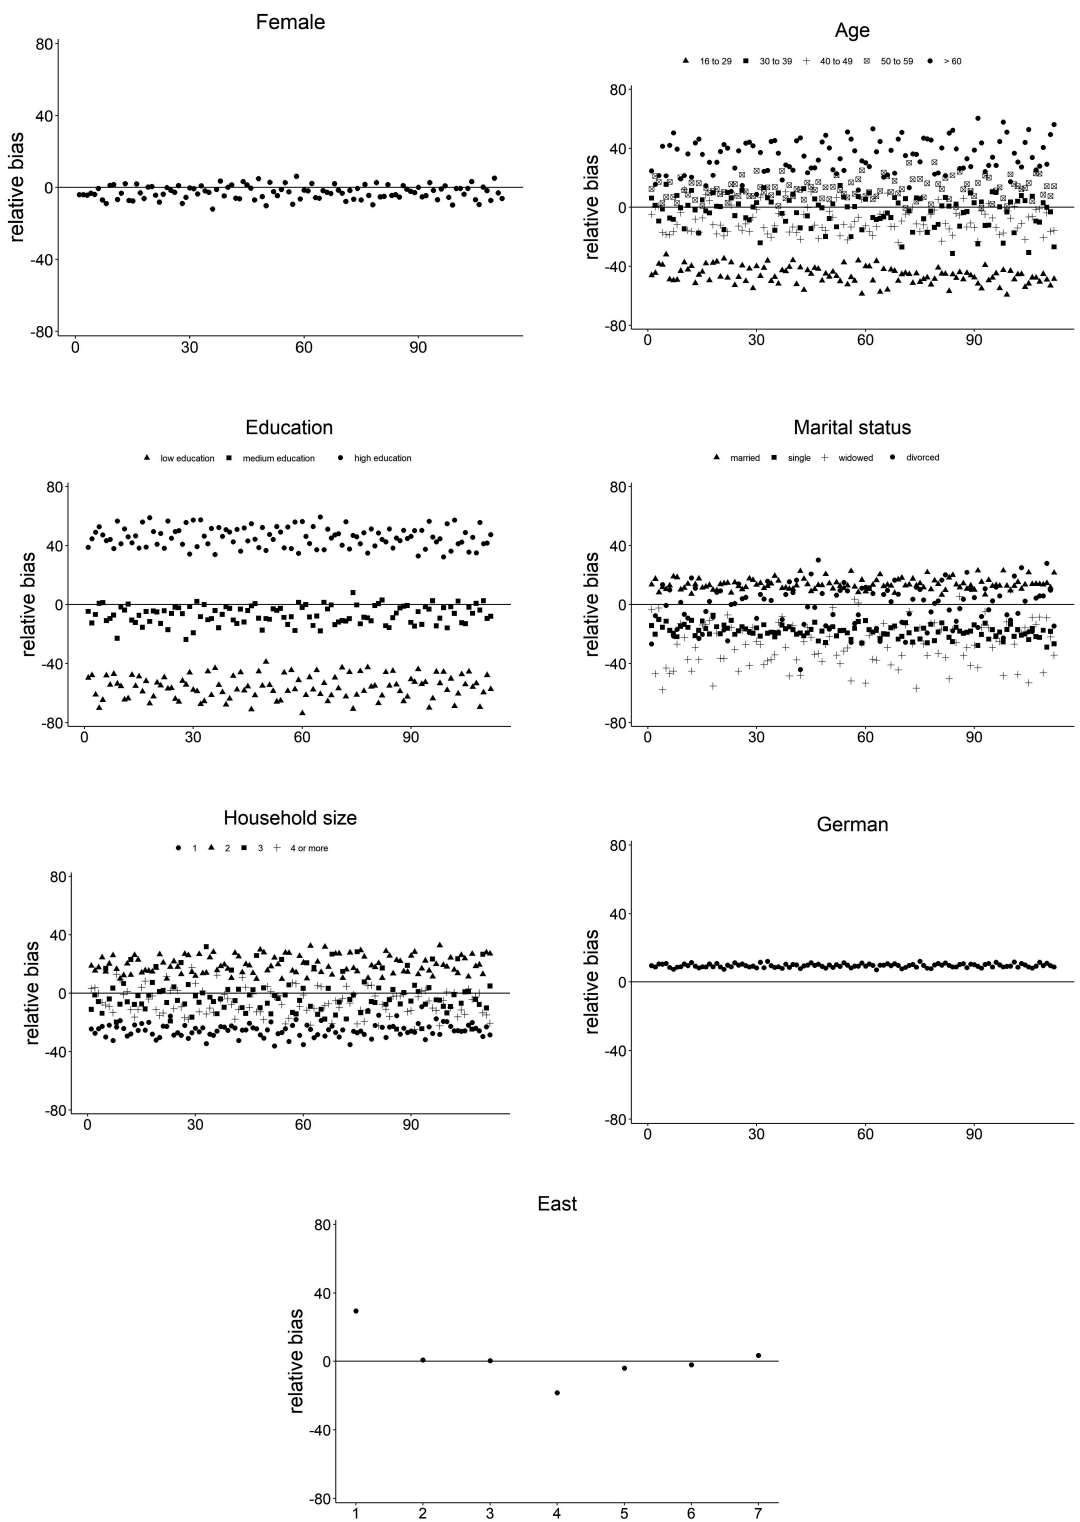 Female
80
40
0
-40
-80
relative bias
0 30 60 90
Age
16 to 29 30 to 39 40 to 49 50 to 59 > 60
80
40
0
-40
-80
relative bias
0 30 60 90
Education
low education medium education high education
80
40
0
-40
-80
relative bias
0 30 60 90
Marital status
married single widowed divorced
80
40
0
-40
-80
relative bias
0 30 60 90
Household size
1 2 3 4 or more
80
40
0
-40
-80
relative bias
0 30 60 90
German
80
40
0
-40
-80
relative bias
0 30 60 90
East
80
40
0
-40
-80
relative bias
1 2 3 4 5 6 7